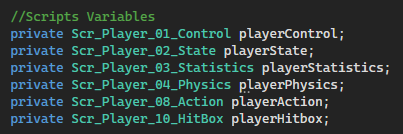 //Scripts Variables
private Scr_Player_01_Control playerControl;
private Scr_Player_02_State playerState;
private Scr_Player_03_Statistics playerStatistics;
private Scr_Player_04_Physics playerPhysics;
private Scr_Player_08_Action playerAction;
private Scr_Player_10_HitBox playerHitbox;